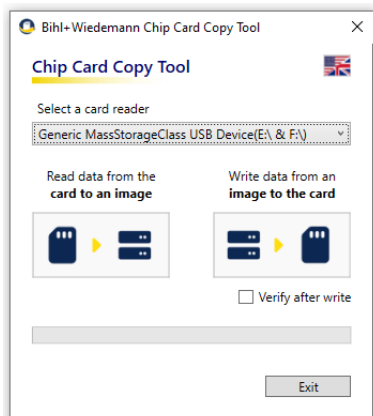 Bihl+Wiedemann Chip Card Copy Tool
Chip Card Copy Tool
Select a card reader
Generic MassStorageClass USB Device(E:\ & F:\)
Read data from the
card to an image
Write data from an
image to the card
Verify after write
Exit